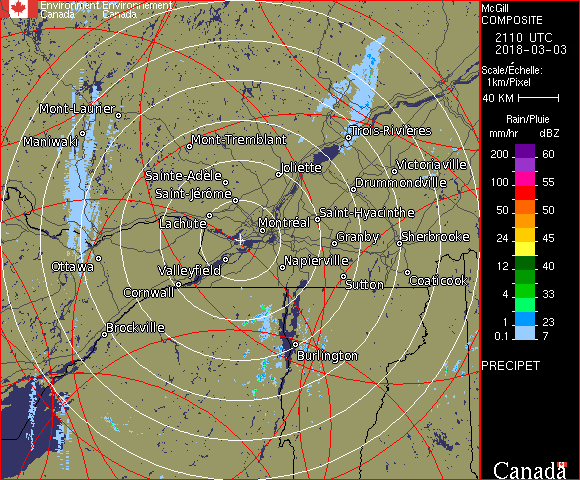 Environment Environnement
Canada Canada
McGill
COMPOSITE
2110 UTC
2018-03-03
Scale/Échelle:
1km/Pixel
40 KM
Rain/Pluie
mm/hr dBZ
200 60
100 55
50 50
24 45
12 40
4 33
1 23
0.1 7
PRECIPET
Mont-Laurier
Maniwaki
Mont-Tremblant
Trois-Rivières
Joliette
Victoriaville
Sainte-Adèle
Drummondville
Saint-Jérôme
Saint-Hyacinthe
Lachute
Montréal
Granby
Sherbrooke
Ottawa
Valleyfield
Napierville
Cornwall
Sutton
Coaticook
Brockville
Burlington
Canada